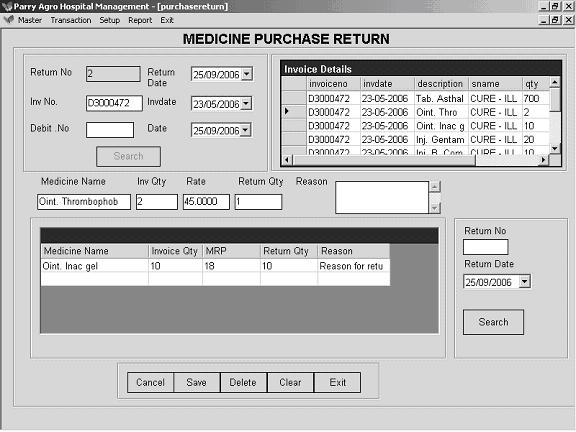 Parry Agro Hospital Management - [purchasereturn]
Master Transaction Setup Report Exit
MEDICINE PURCHASE RETURN
Return No 2 Return Date 25/09/2006
Inv No. D3000472 Invdate 23/05/2006
Debit .No Date 25/09/2006
Search
Invoice Details
invoiceno invdate description sname qty
D3000472 23-05-2006 Tab. Asthal CURE - ILL 700
D3000472 23-05-2006 Oint. Thro CURE - ILL 2
D3000472 23-05-2006 Oint. Inac g CURE - ILL 10
D3000472 23-05-2006 Inj. Gentam CURE - ILL 20
D3000472 23-05-2006 Inj. B. Com CURE - ILL 10
Medicine Name Inv Qty Rate Return Qty Reason
Oint. Thrombophob 2 45.0000 1
Medicine Name Invoice Qty MRP Return Qty Reason
Oint. Inac gel 10 18 10 Reason for retu
Return No
Return Date
25/09/2006
Search
Cancel Save Delete Clear Exit